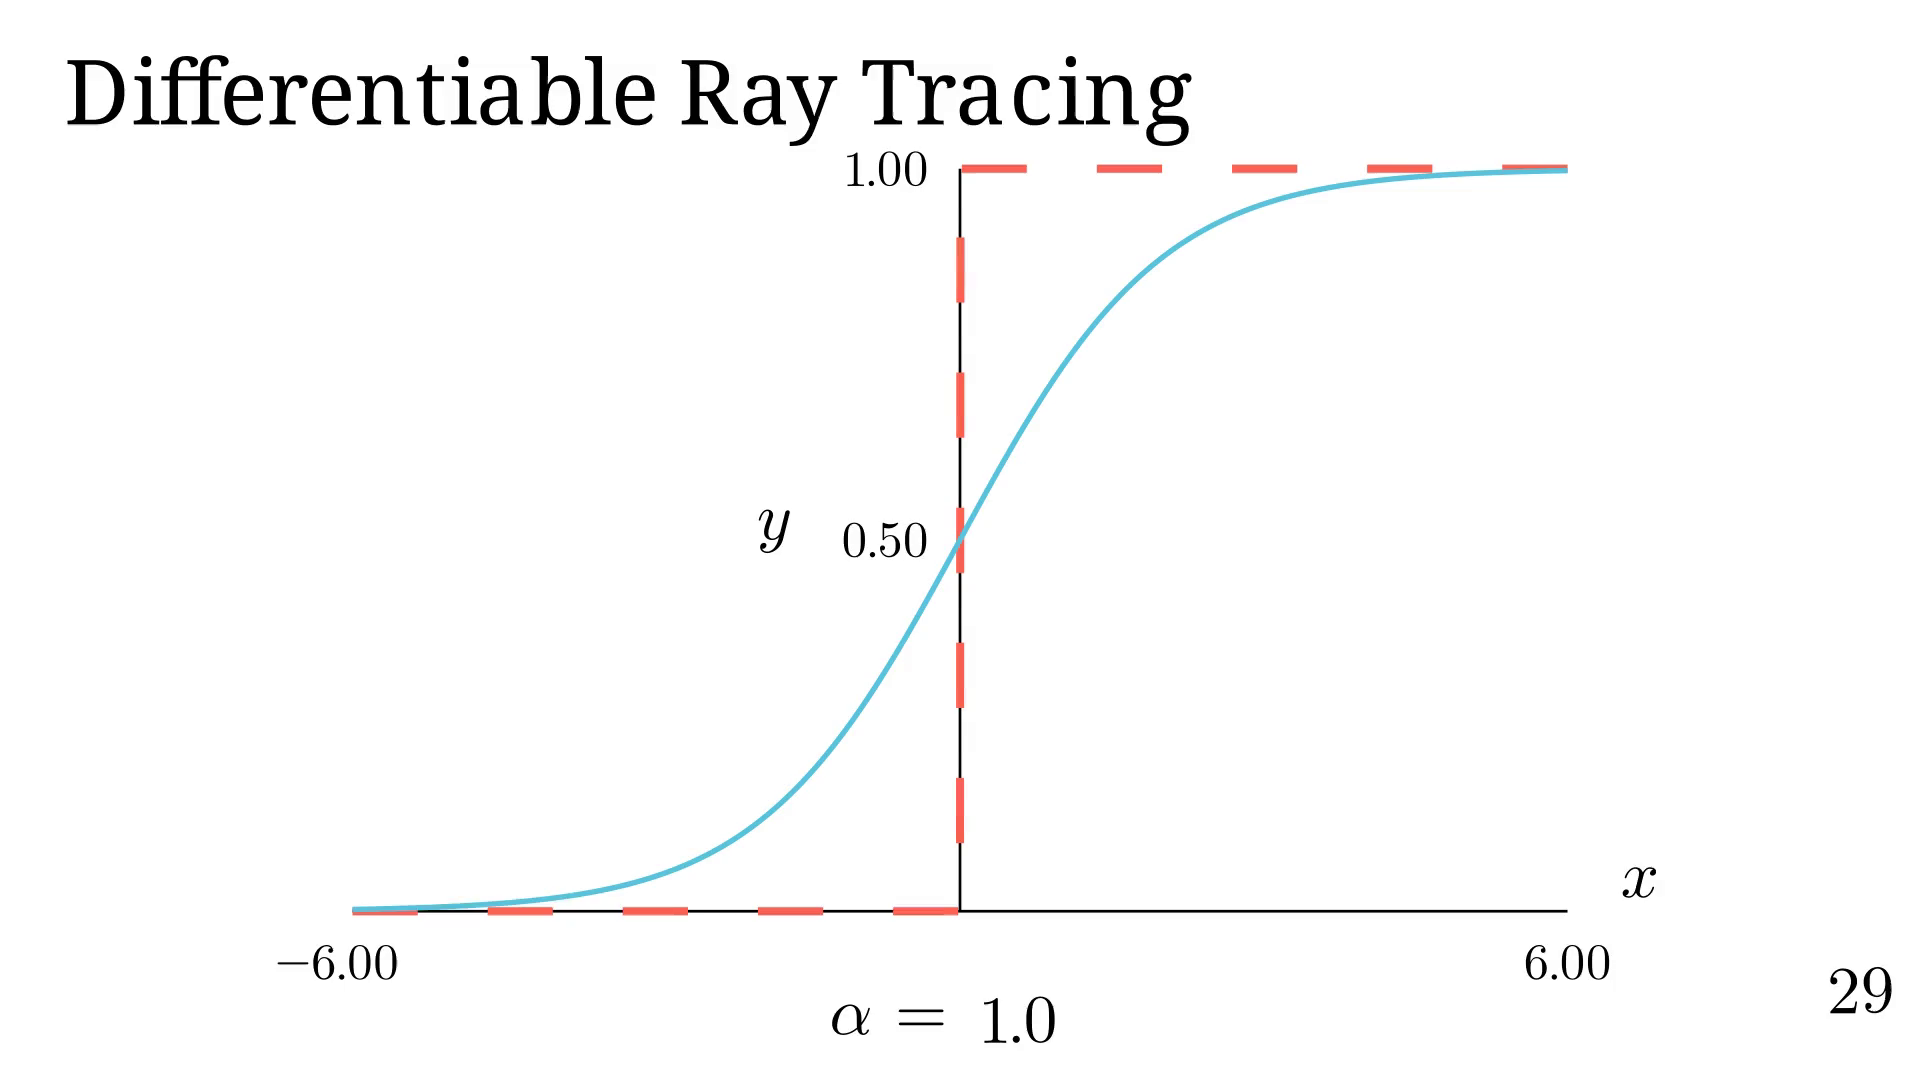 Differentiable Ray Tracing
1.00
y
0.50
x
−6.00
6.00
α = 1.0
29